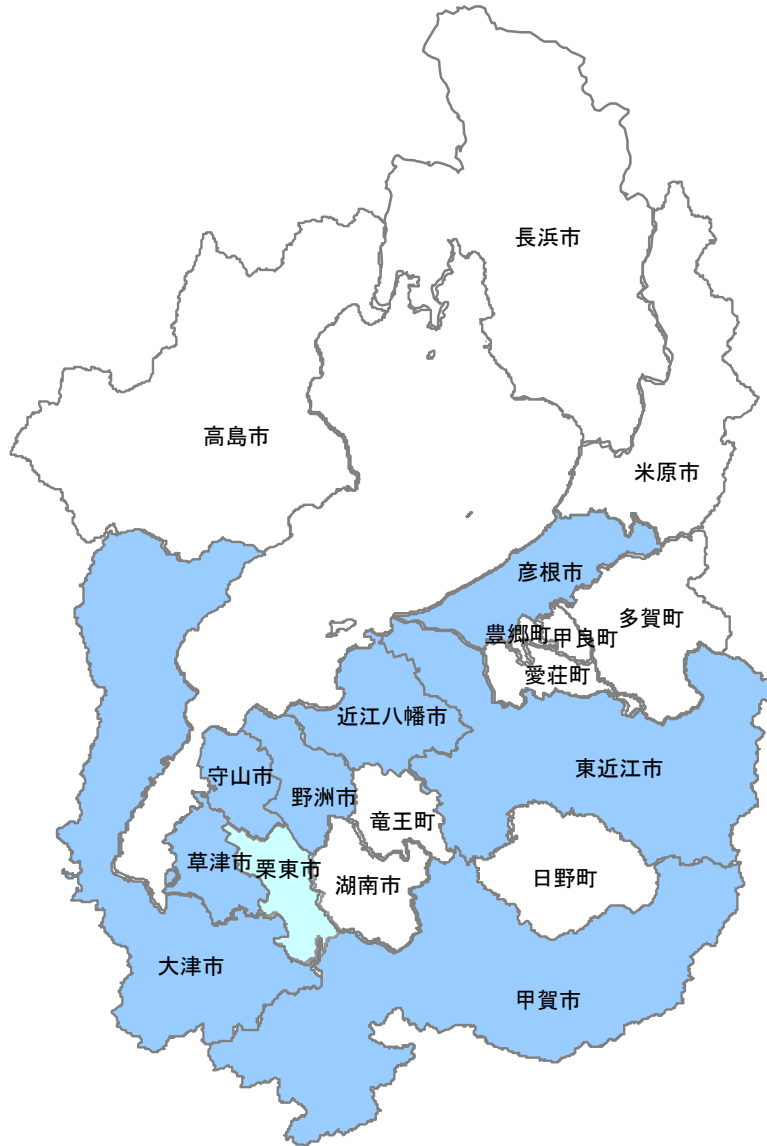 長浜市
高島市
米原市
彦根市
多賀町
豊郷町
甲良町
愛荘町
近江八幡市
東近江市
守山市
野洲市
竜王町
草津市
栗東市
湖南市
日野町
大津市
甲賀市